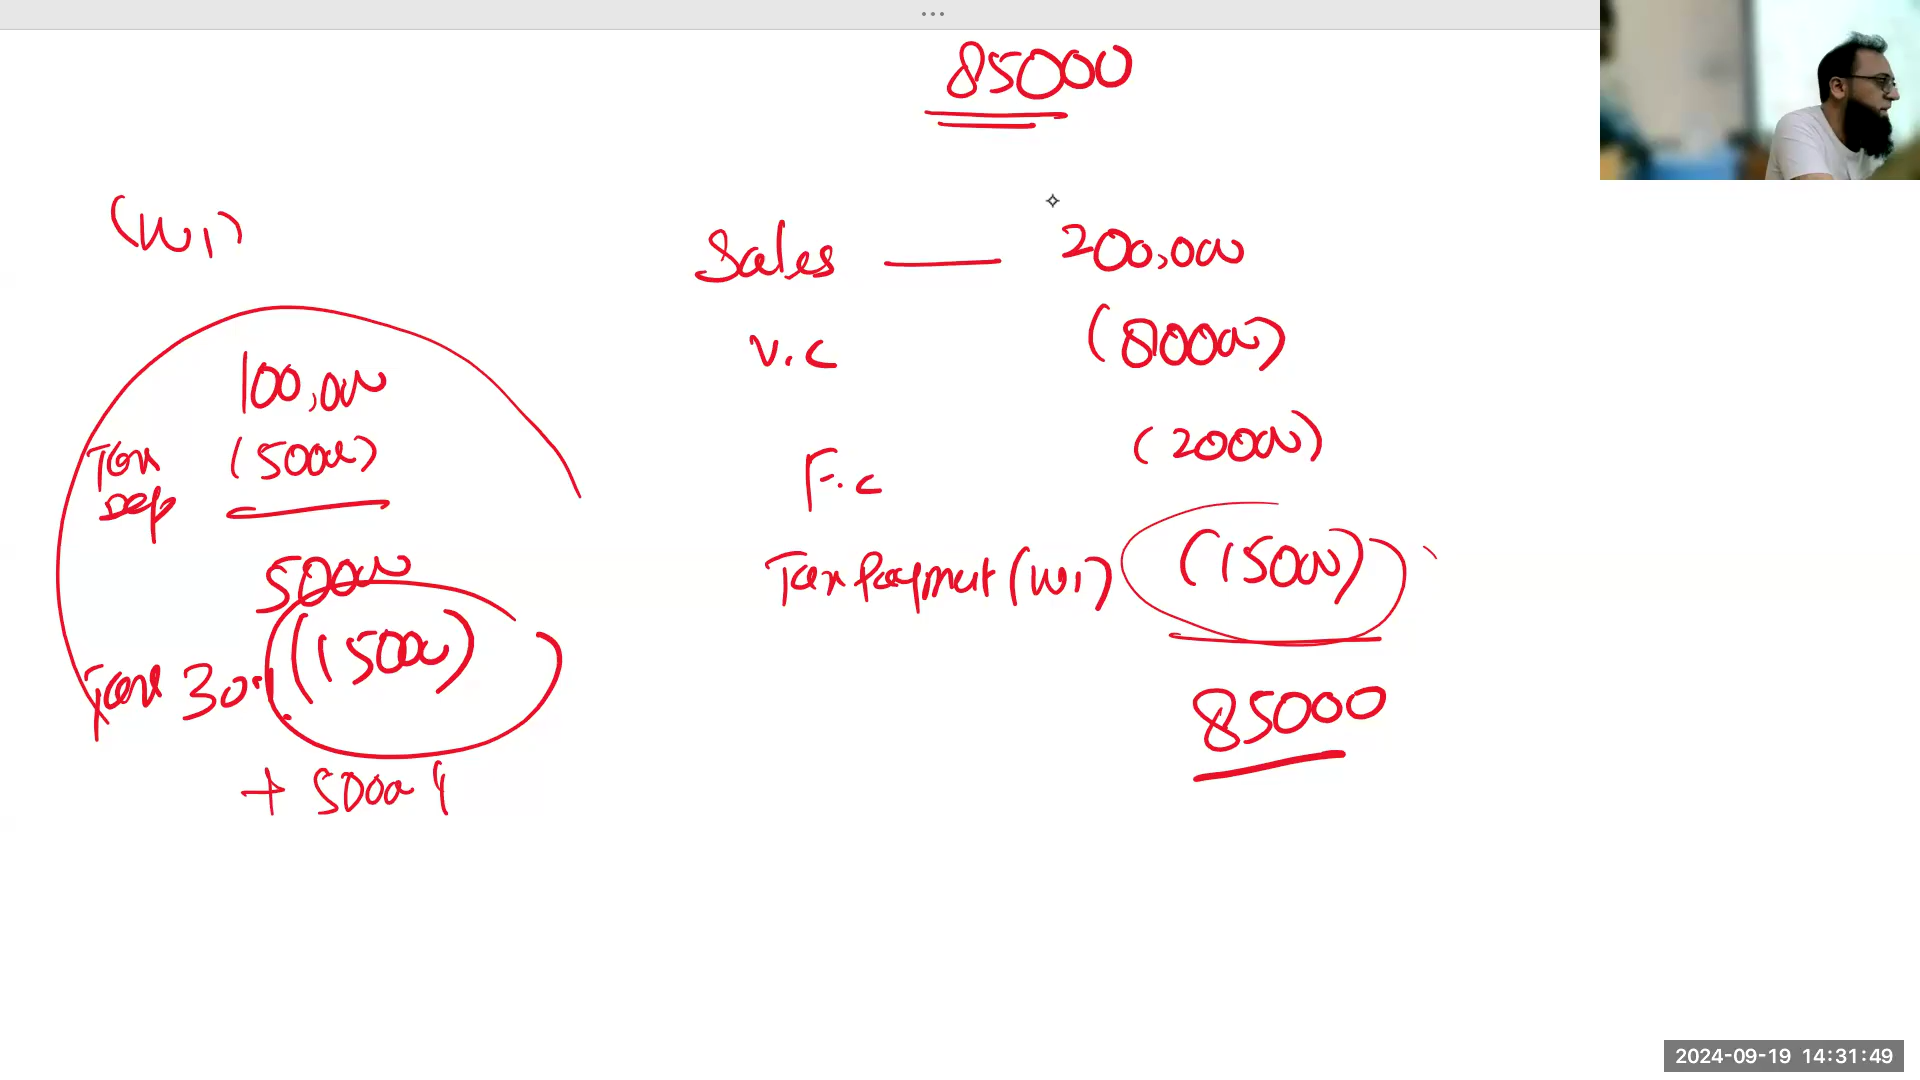 85000
(W1)
Sales — 200,000
V.C (80000)
F.C (20000)
Tax Payment (W1) (15000)
85000
100,000
Tax Dep (50000)
50000
Tax 30% (15000)
+ 5000
2024-09-19 14:31:49